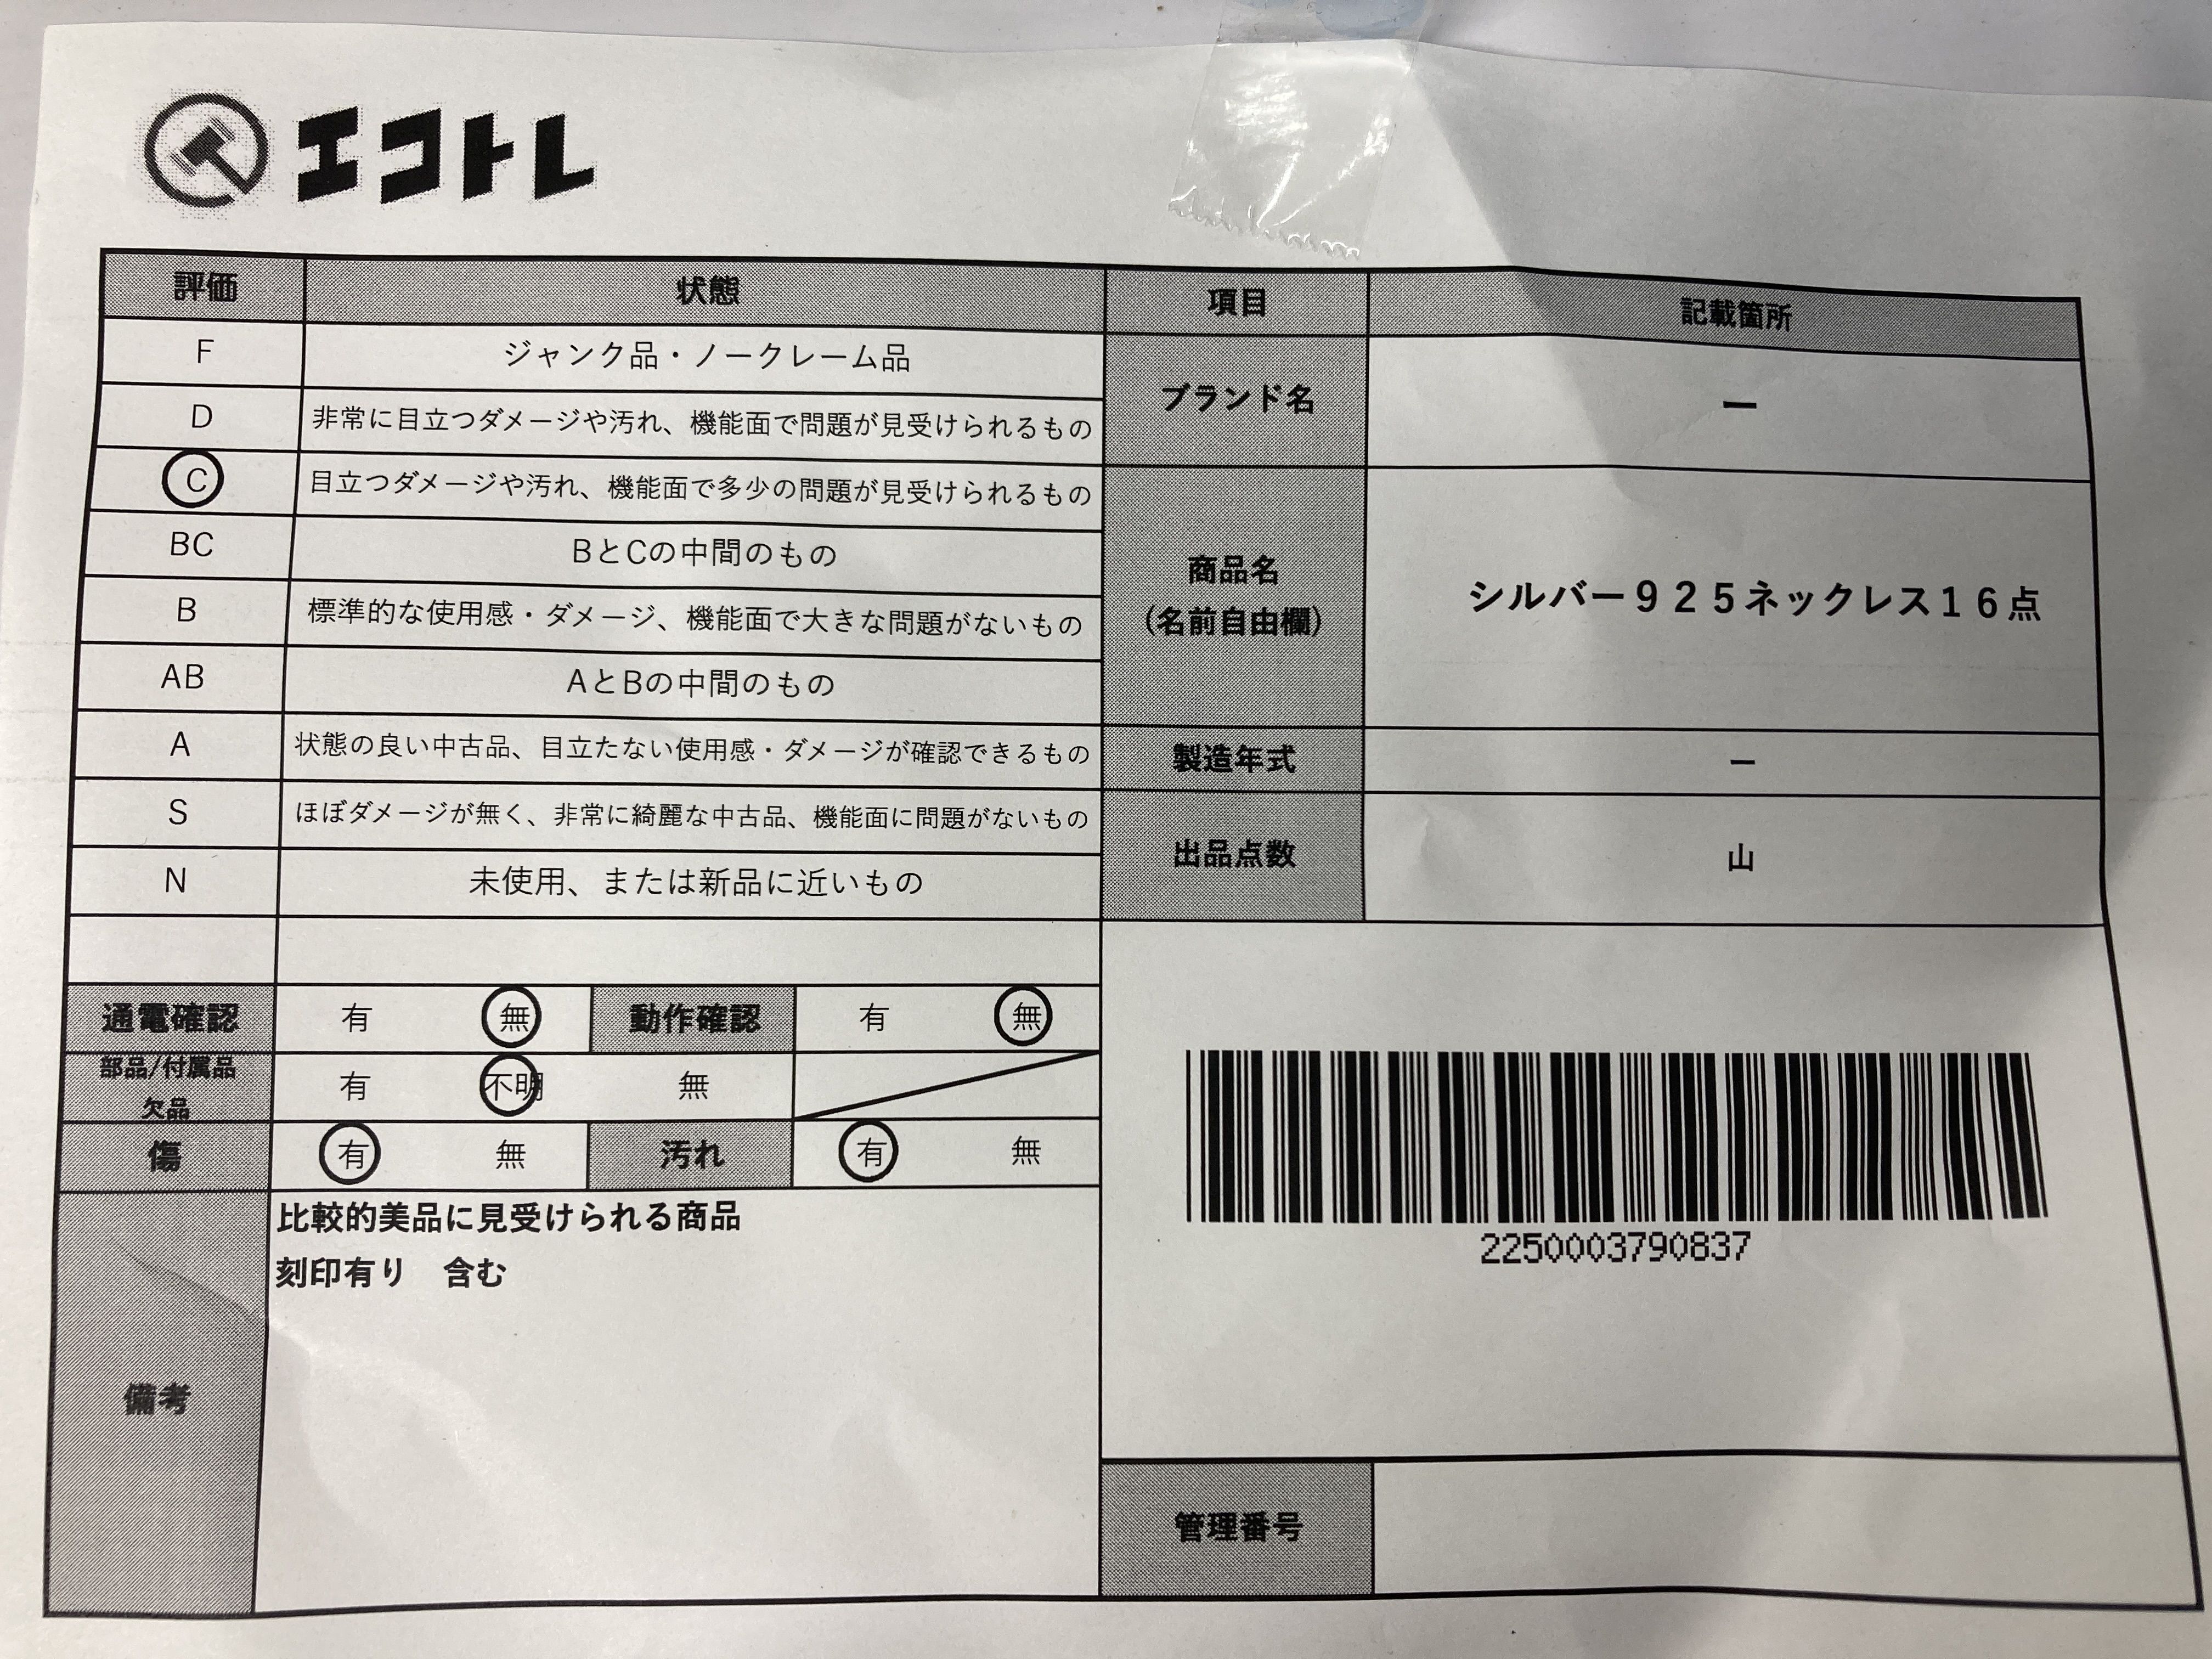 エコトレ
評価 状態 項目 記載箇所
F ジャンク品・ノークレーム品
D 非常に目立つダメージや汚れ、機能面で問題が見受けられるもの
ブランド名 ー
C 目立つダメージや汚れ、機能面で多少の問題が見受けられるもの
BC BとCの中間のもの
B 標準的な使用感・ダメージ、機能面で大きな問題がないもの
商品名
(名前自由欄)
シルバー９２５ネックレス１６点
AB AとBの中間のもの
A 状態の良い中古品、目立たない使用感・ダメージが確認できるもの
製造年式 ー
S ほぼダメージが無く、非常に綺麗な中古品、機能面に問題がないもの
出品点数 山
N 未使用、または新品に近いもの
通電確認 有 無 動作確認 有 無
部品/付属品
欠品
有 不明 無
傷 有 無 汚れ 有 無
備考
比較的美品に見受けられる商品
刻印有り　含む
2250003790837
管理番号